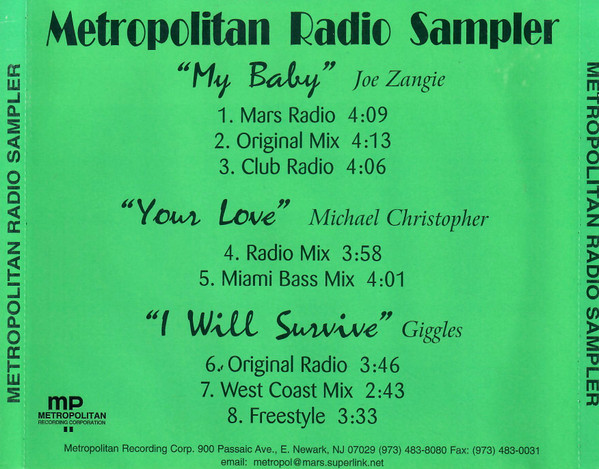 Metropolitan Radio Sampler
"My Baby" Joe Zangie
1. Mars Radio 4:09
2. Original Mix 4:13
3. Club Radio 4:06
"Your Love" Michael Christopher
4. Radio Mix 3:58
5. Miami Bass Mix 4:01
"I Will Survive" Giggles
6. Original Radio 3:46
7. West Coast Mix 2:43
8. Freestyle 3:33
mp
METROPOLITAN
RECORDING CORPORATION
Metropolitan Recording Corp. 900 Passaic Ave., E. Newark, NJ 07029 (973) 483-8080 Fax: (973) 483-0031
email: metropol@mars.superlink.net
METROPOLITAN RADIO SAMPLER
METROPOLITAN RADIO SAMPLER